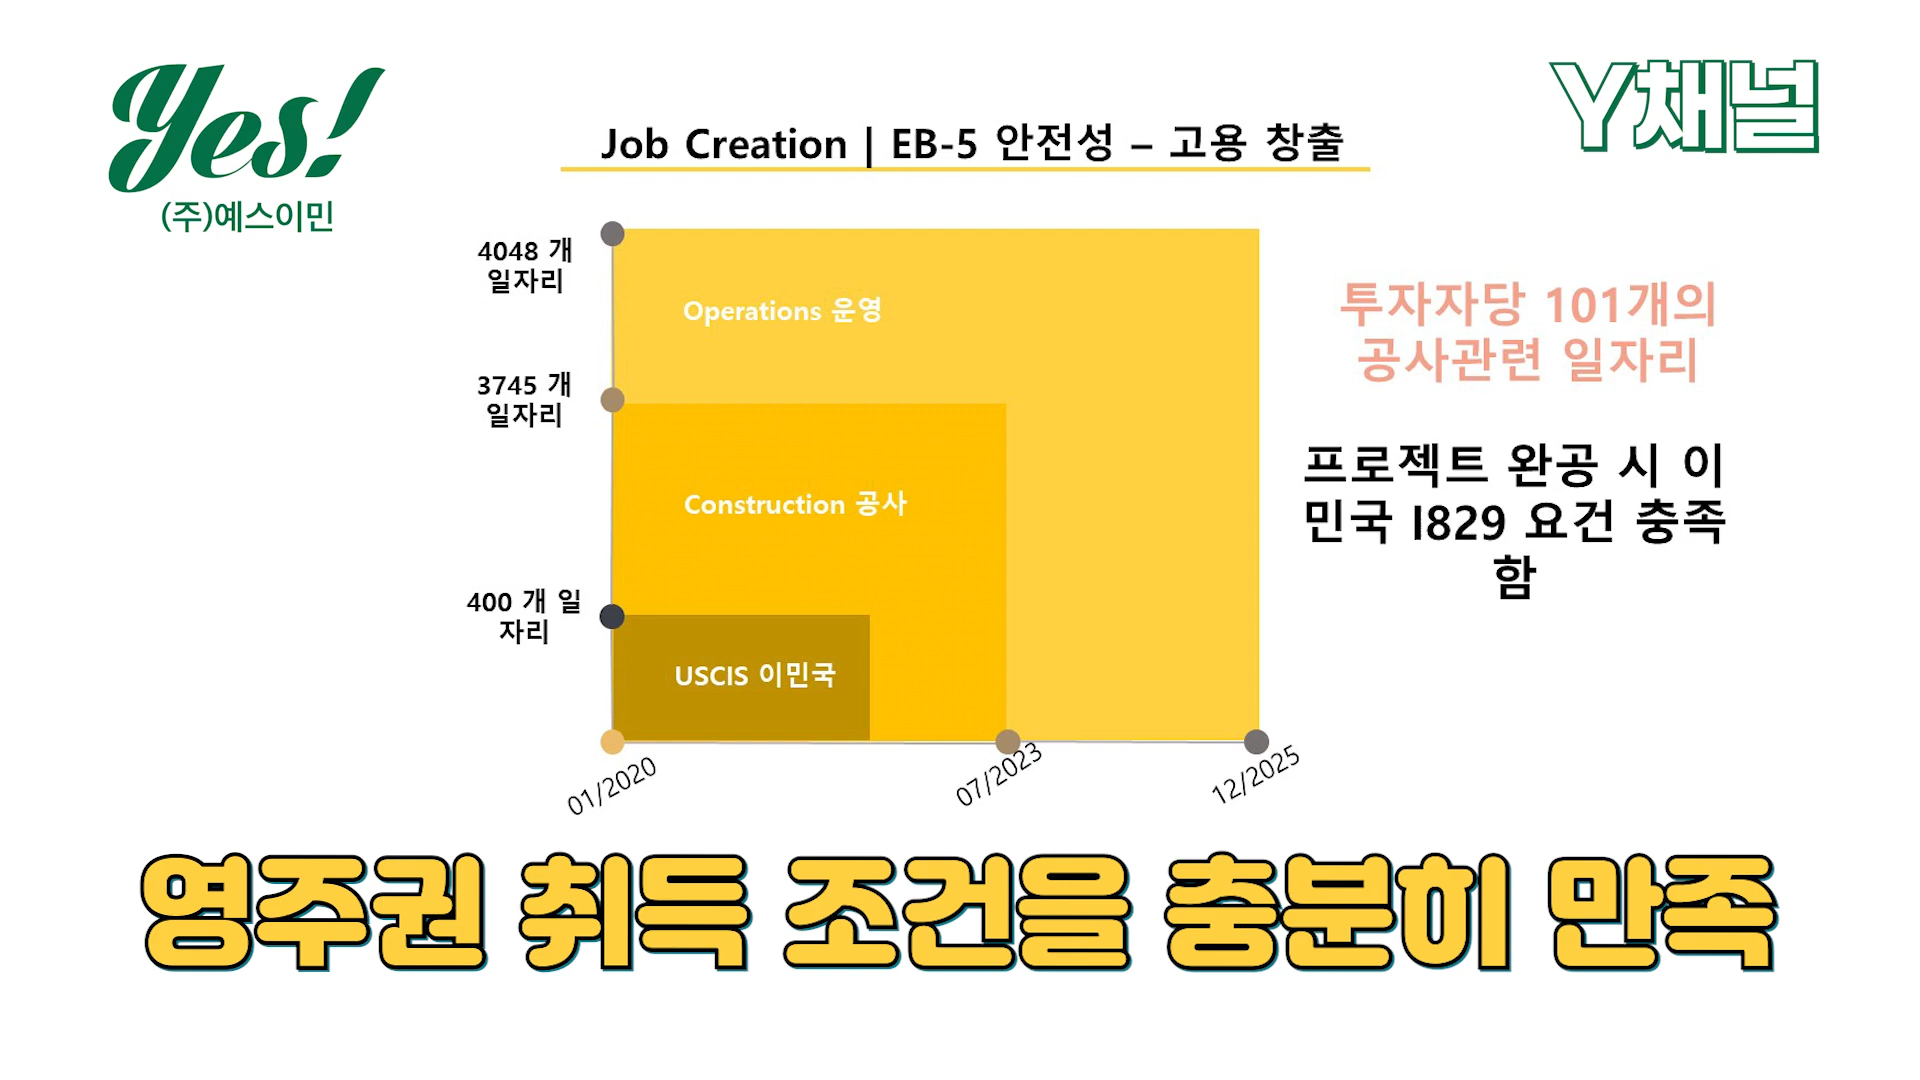 Yes!
(주)예스이민
Y채널
Job Creation | EB-5 안전성 – 고용 창출
4048 개
일자리
Operations 운영
3745 개
일자리
Construction 공사
400 개 일
자리
USCIS 이민국
01/2020
07/2023
12/2025
투자자당 101개의
공사관련 일자리
프로젝트 완공 시 이
민국 I829 요건 충족
함
영주권 취득 조건을 충분히 만족